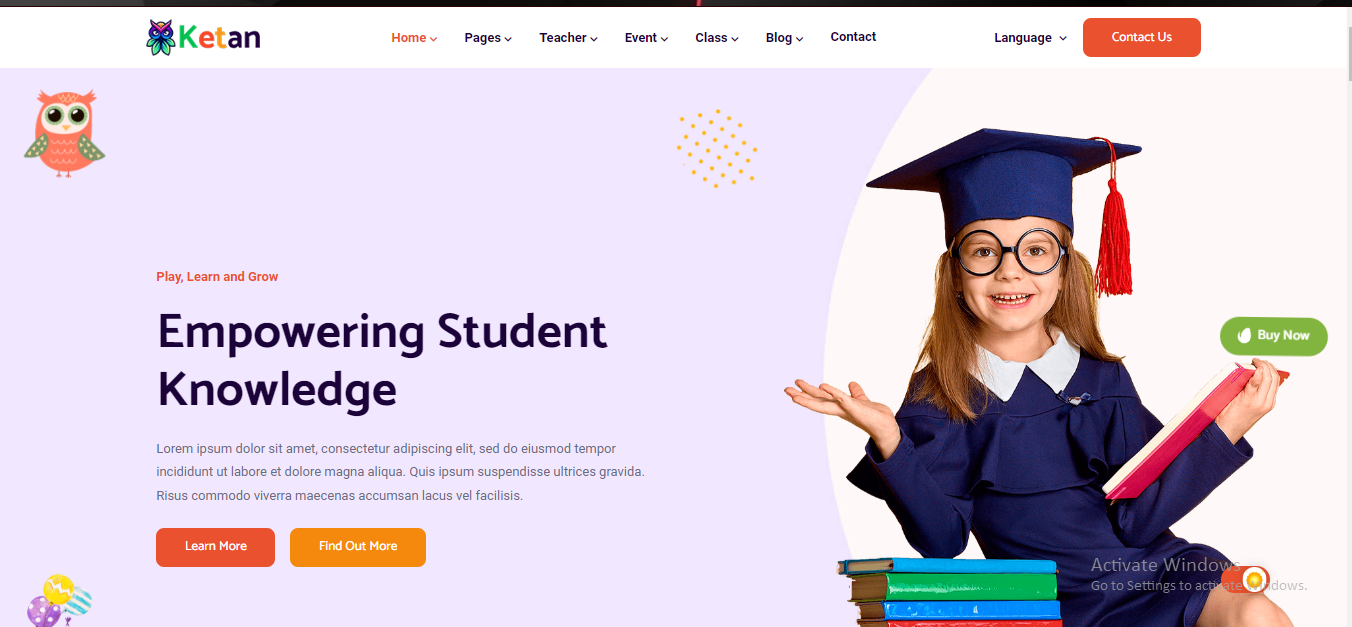 Ketan
Home Pages Teacher Event Class Blog Contact Language Contact Us
Play, Learn and Grow
Empowering Student
Knowledge
Buy Now
Lorem ipsum dolor sit amet, consectetur adipiscing elit, sed do eiusmod tempor
incididunt ut labore et dolore magna aliqua. Quis ipsum suspendisse ultrices gravida.
Risus commodo viverra maecenas accumsan lacus vel facilisis.
Learn More Find Out More
Activate Windows
Go to Settings to activate Windows.